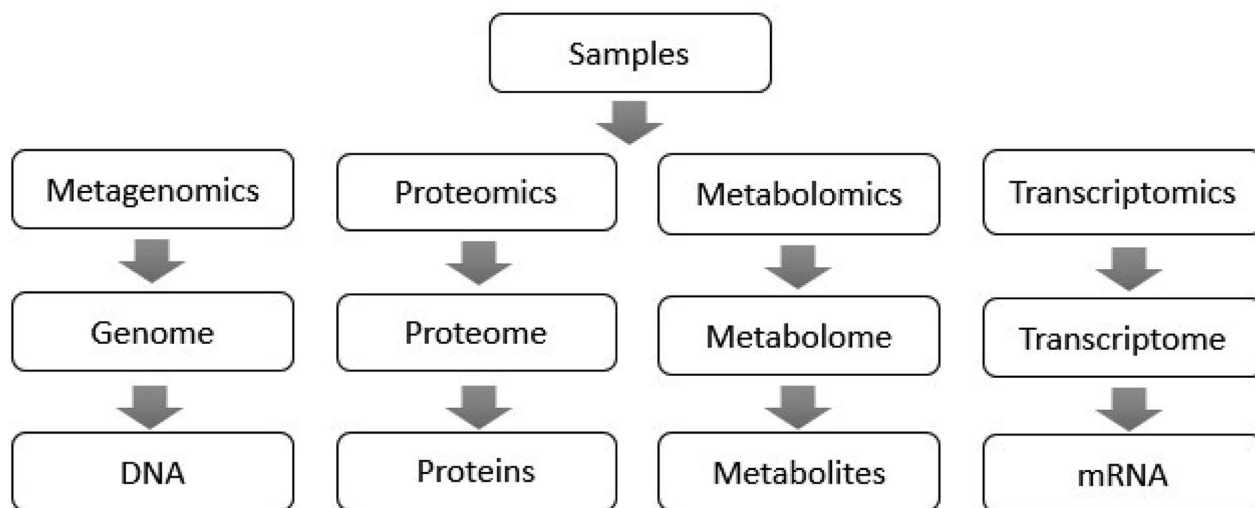 Samples
Metagenomics
Proteomics
Metabolomics
Transcriptomics
Genome
Proteome
Metabolome
Transcriptome
DNA
Proteins
Metabolites
mRNA